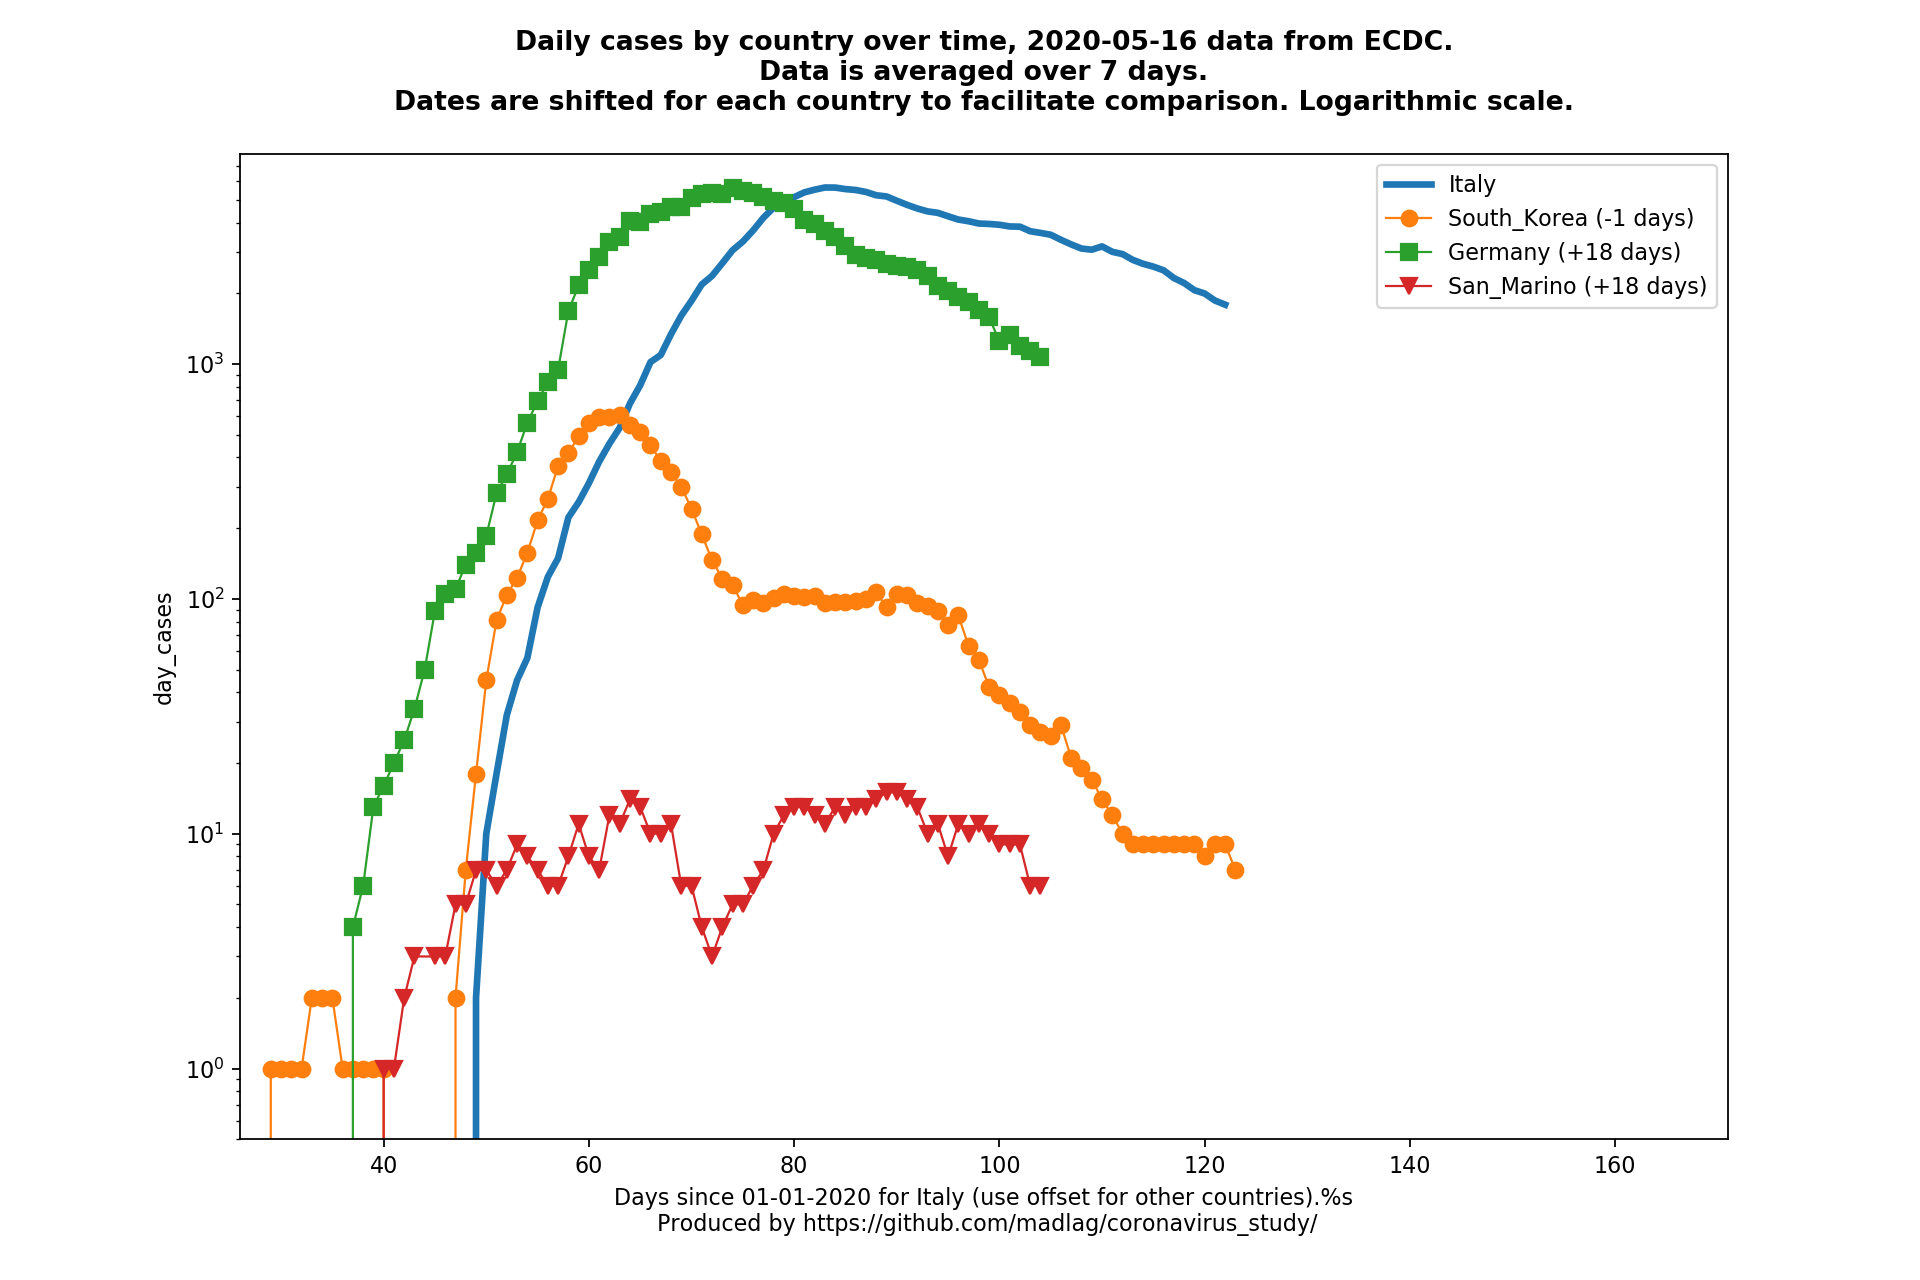 Daily cases by country over time, 2020-05-16 data from ECDC.
Data is averaged over 7 days.
Dates are shifted for each country to facilitate comparison. Logarithmic scale.
Italy
South_Korea (-1 days)
Germany (+18 days)
San_Marino (+18 days)
10³
10²
10¹
10⁰
day_cases
40 60 80 100 120 140 160
Days since 01-01-2020 for Italy (use offset for other countries).%s
Produced by https://github.com/madlag/coronavirus_study/